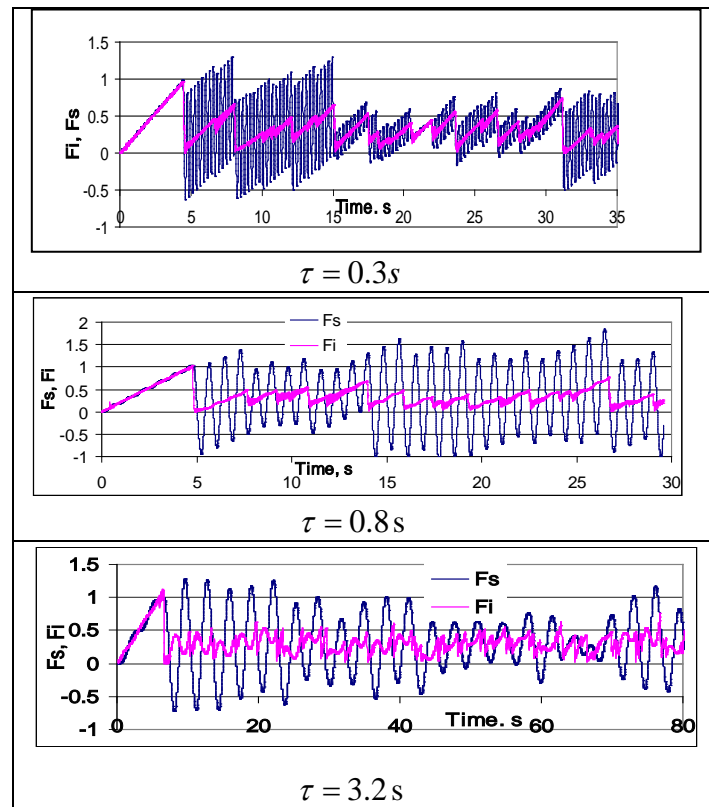 1.5
1
0.5
0
-0.5
-1
Fi, Fs
0 5 10 15 20 25 30 35
Time. s
τ = 0.3s
Fs
Fi
2
1.5
1
0.5
0
-0.5
-1
Fs, Fi
0 5 10 15 20 25 30
Time, s
τ = 0.8 s
1.5
1
0.5
0
-0.5
-1
Fs, Fi
Fs
Fi
Time. s
0 20 40 60 80
τ = 3.2 s